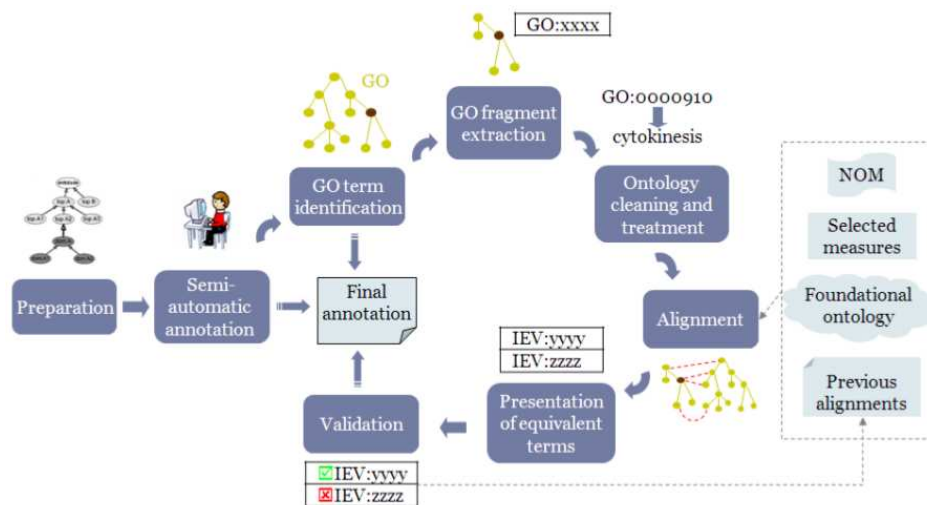 GO:xxxx
GO
GO fragment
extraction
GO:0000910
cytokinesis
NOM
GO term
identification
Ontology
cleaning and
treatment
Selected
measures
Preparation
Semi-
automatic
annotation
Final
annotation
Alignment
Foundational
ontology
IEV:yyyy
IEV:zzzz
Previous
alignments
Validation
Presentation
of equivalent
terms
IEV:yyyy
IEV:zzzz